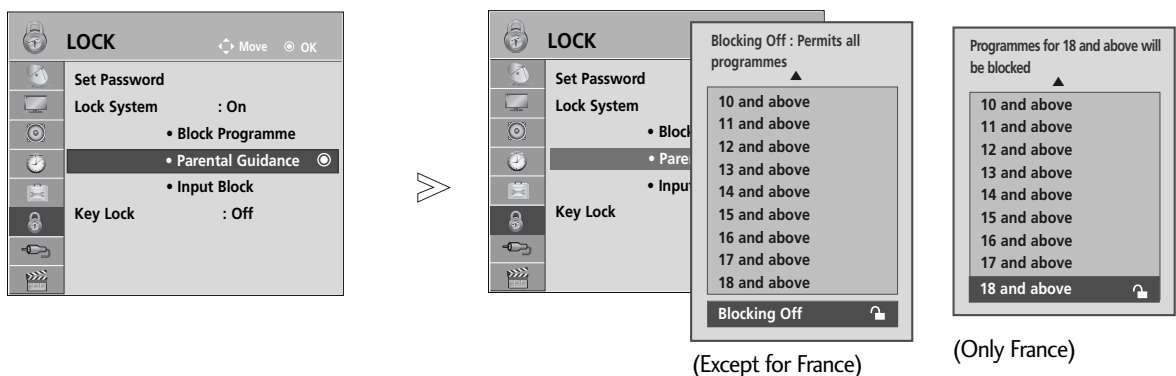 LOCK
Move OK
Set Password
Lock System : On
• Block Programme
• Parental Guidance
• Input Block
Key Lock : Off
LOCK
Set Password
Lock System
• Block
• Pare
• Input
Key Lock
Blocking Off : Permits all
programmes
10 and above
11 and above
12 and above
13 and above
14 and above
15 and above
16 and above
17 and above
18 and above
Blocking Off
(Except for France)
Programmes for 18 and above will
be blocked
10 and above
11 and above
12 and above
13 and above
14 and above
15 and above
16 and above
17 and above
18 and above
(Only France)